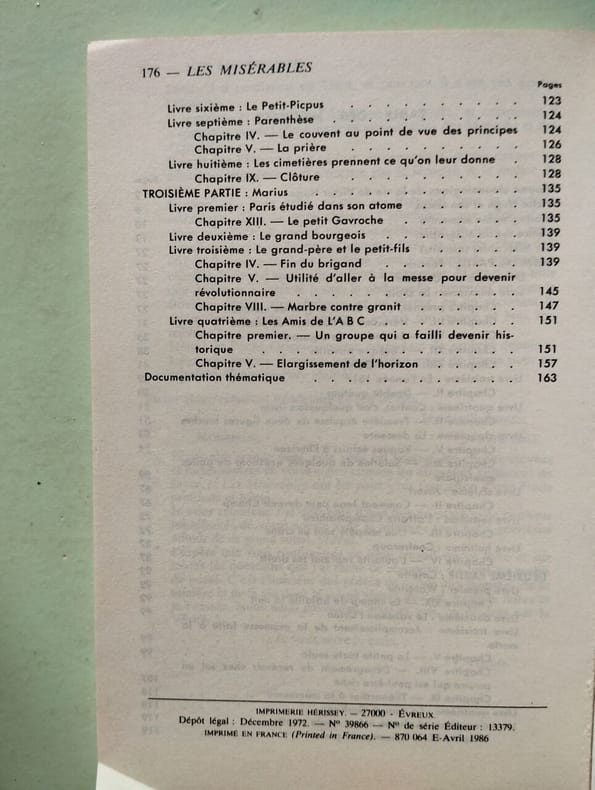 176 — LES MISÉRABLES
Pages
Livre sixième : Le Petit-Picpus . . . . . . . . . . 123
Livre septième : Parenthèse . . . . . . . . . . 124
Chapitre IV. — Le couvent au point de vue des principes 124
Chapitre V. — La prière . . . . . . . . . 126
Livre huitième : Les cimetières prennent ce qu'on leur donne . 128
Chapitre IX. — Clôture . . . . . . . . . 128
TROISIÈME PARTIE : Marius . . . . . . . . . . 135
Livre premier : Paris étudié dans son atome . . . . . . 135
Chapitre XIII. — Le petit Gavroche . . . . . . 135
Livre deuxième : Le grand bourgeois . . . . . . . 139
Livre troisième : Le grand-père et le petit-fils . . . . . 139
Chapitre IV. — Fin du brigand . . . . . . . 139
Chapitre V. — Utilité d'aller à la messe pour devenir
révolutionnaire . . . . . . . . . . . 145
Chapitre VIII. — Marbre contre granit . . . . . 147
Livre quatrième : Les Amis de L'A B C . . . . . . . 151
Chapitre premier. — Un groupe qui a failli devenir his-
torique . . . . . . . . . . . . 151
Chapitre V. — Elargissement de l'horizon . . . . 157
Documentation thématique . . . . . . . . . . 163
IMPRIMERIE HÉRISSEY. — 27000 - ÉVREUX.
Dépôt légal : Décembre 1972. — N° 39866 — N° de série Éditeur : 13379.
IMPRIMÉ EN FRANCE (Printed in France). — 870 064 E-Avril 1986